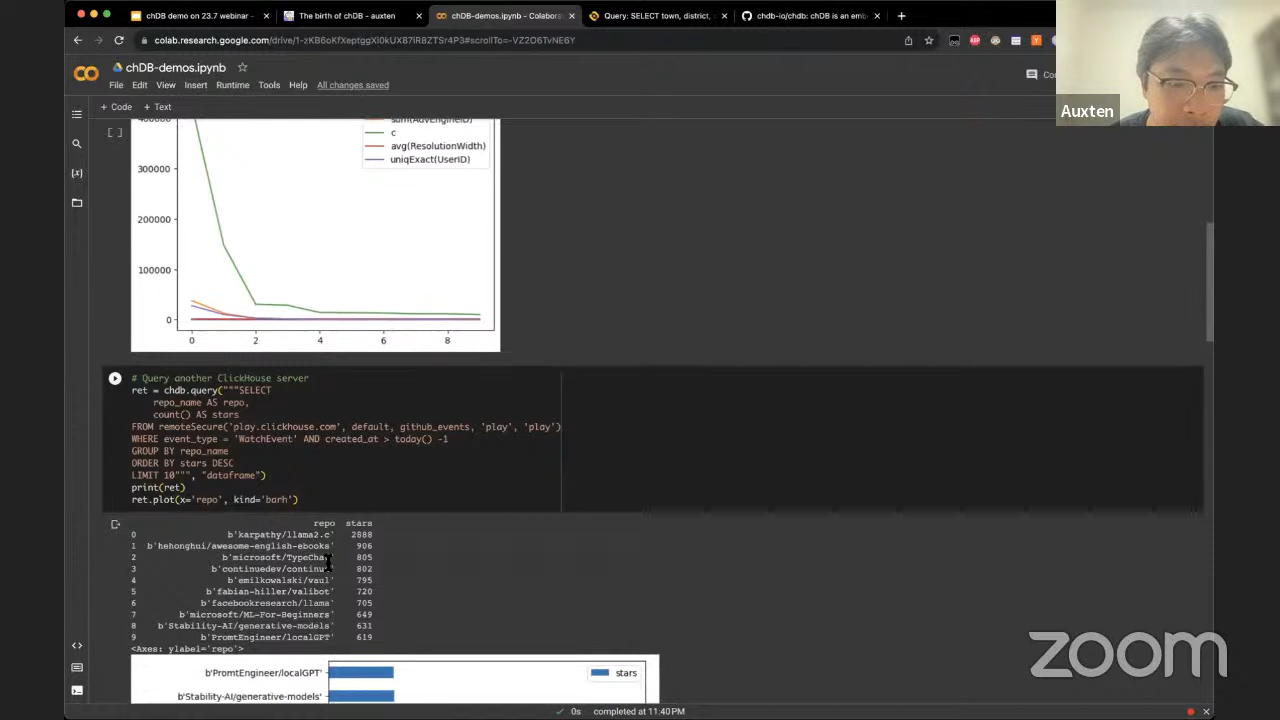 chDB demo on 23.7 webinar -
The birth of chDB - auxten
chDB-demos.ipynb - Colabora
Query: SELECT town, district,
chdb-io/chdb: chDB is an emb
colab.research.google.com/drive/1-zKB6oKfXeptggXl0kUX87iR8ZTSr4P3#scrollTo=-VZ2O6TvNE6Y
chDB-demos.ipynb
File Edit View Insert Runtime Tools Help All changes saved
+ Code + Text
Auxten
[ ]
400000
sum(AdvEngineID)
c
avg(ResolutionWidth)
uniqExact(UserID)
300000
200000
100000
0
0 2 4 6 8
# Query another ClickHouse server
ret = chdb.query("""SELECT
repo_name AS repo,
count() AS stars
FROM remoteSecure('play.clickhouse.com', default, github_events, 'play', 'play')
WHERE event_type = 'WatchEvent' AND created_at > today() -1
GROUP BY repo_name
ORDER BY stars DESC
LIMIT 10""", "dataframe")
print(ret)
ret.plot(x='repo', kind='barh')
repo stars
0 b'karpathy/llama2.c' 2888
1 b'hehonghui/awesome-english-ebooks' 906
2 b'microsoft/TypeCha 805
3 b'continuedev/continu 802
4 b'emilkowalski/vaul' 795
5 b'fabian-hiller/valibot' 720
6 b'facebookresearch/llama' 705
7 b'microsoft/ML-For-Beginners' 649
8 b'Stability-AI/generative-models' 631
9 b'PromtEngineer/localGPT' 619
<Axes: ylabel='repo'>
b'PromtEngineer/localGPT'
stars
b'Stability-AI/generative-models'
0s completed at 11:40PM
zoom